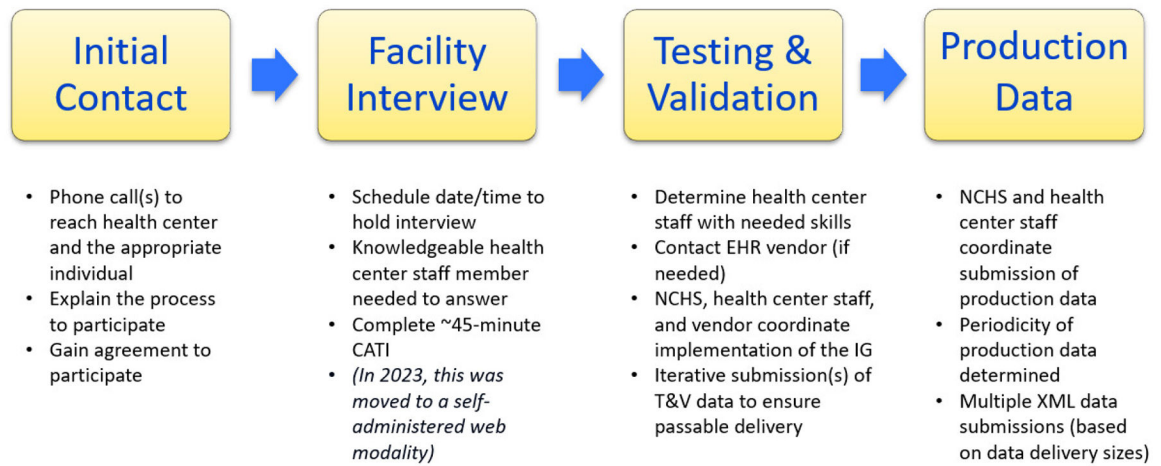 Initial
Contact
Facility
Interview
Testing &
Validation
Production
Data
• Phone call(s) to
reach health center
and the appropriate
individual
• Explain the process
to participate
• Gain agreement to
participate
• Schedule date/time to
hold interview
• Knowledgeable health
center staff member
needed to answer
• Complete ~45-minute
CATI
• (In 2023, this was
moved to a self-
administered web
modality)
• Determine health center
staff with needed skills
• Contact EHR vendor (if
needed)
• NCHS, health center staff,
and vendor coordinate
implementation of the IG
• Iterative submission(s) of
T&V data to ensure
passable delivery
• NCHS and health
center staff
coordinate
submission of
production data
• Periodicity of
production data
determined
• Multiple XML data
submissions (based
on data delivery sizes)